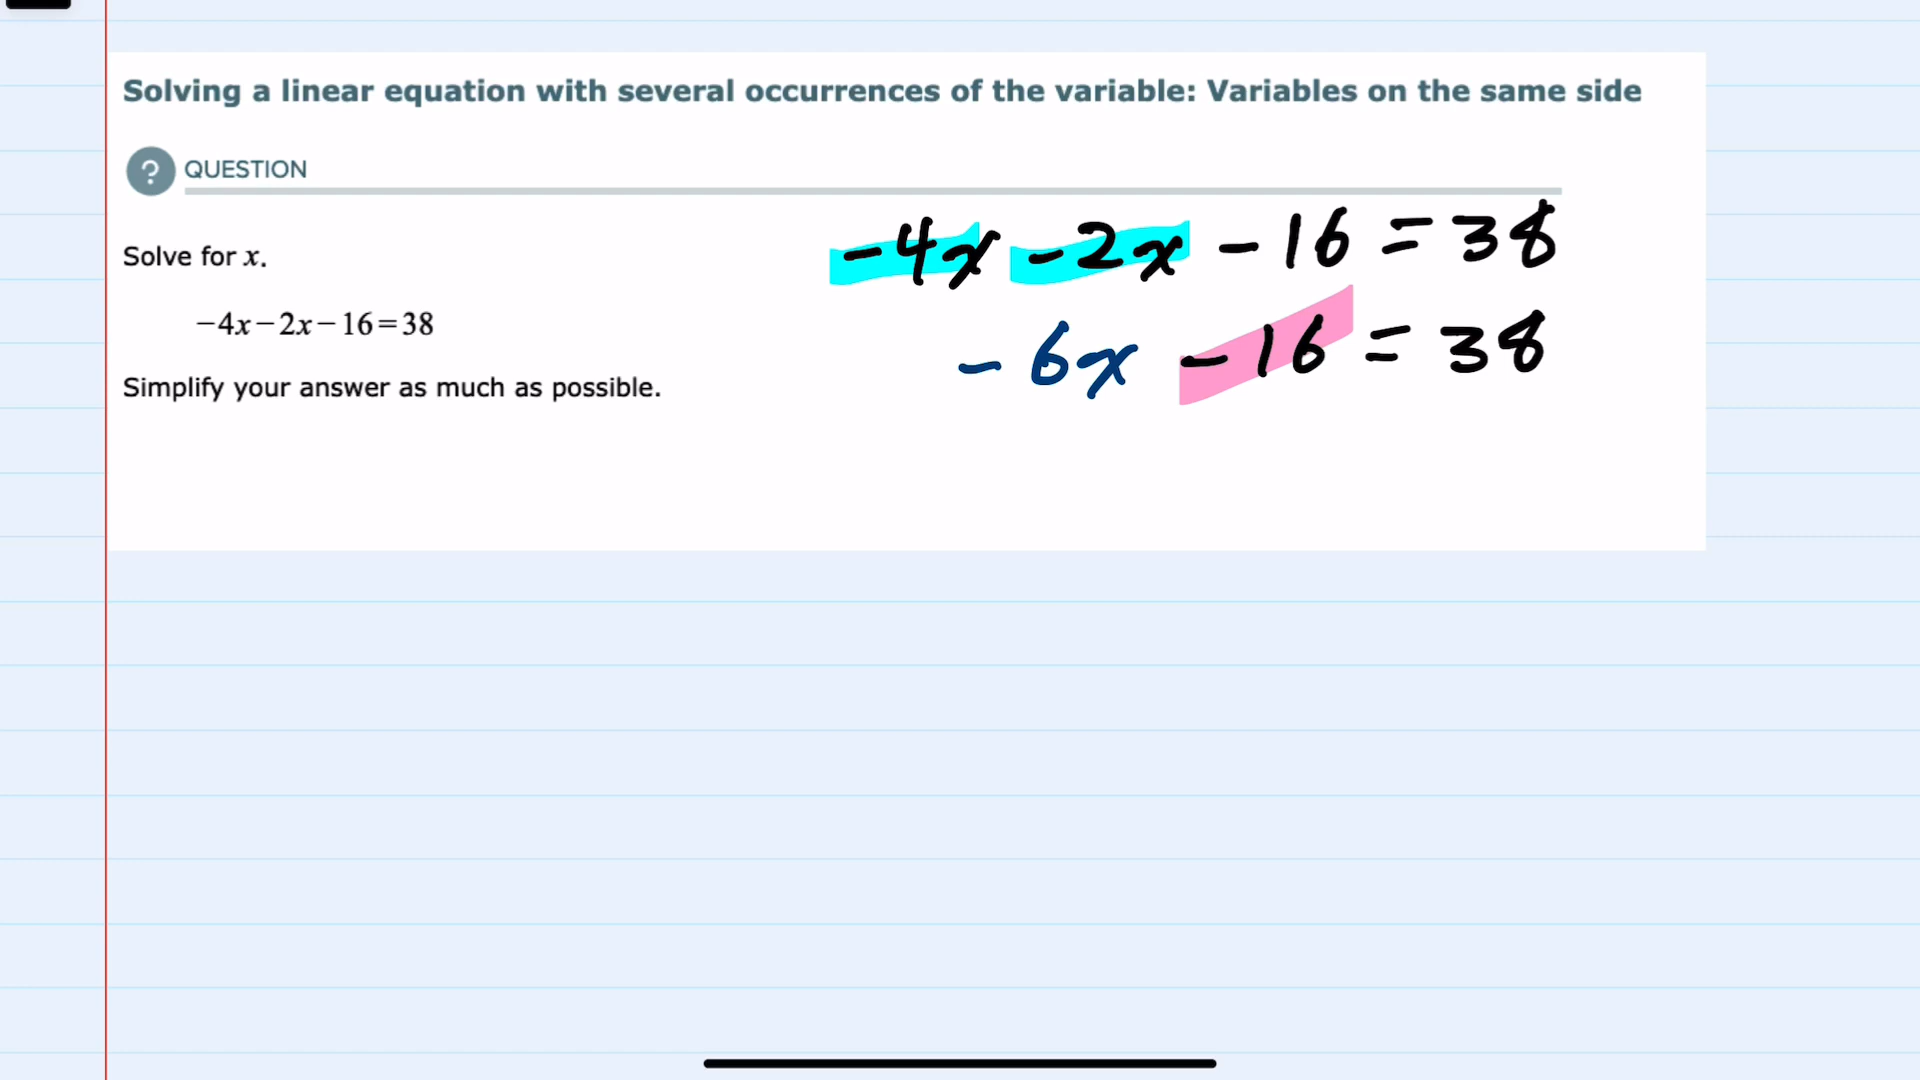 Solving a linear equation with several occurrences of the variable: Variables on the same side
? QUESTION
Solve for x.
−4x−2x−16=38
Simplify your answer as much as possible.
-4x -2x -16 = 38
-6x -16 = 38